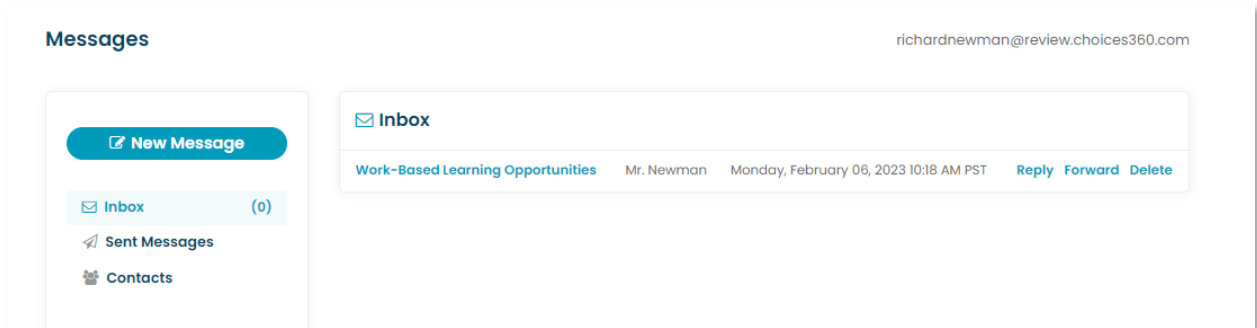 Messages
richardnewman@review.choices360.com
New Message
Inbox (0)
Sent Messages
Contacts
Inbox
Work-Based Learning Opportunities Mr. Newman Monday, February 06, 2023 10:18 AM PST Reply Forward Delete